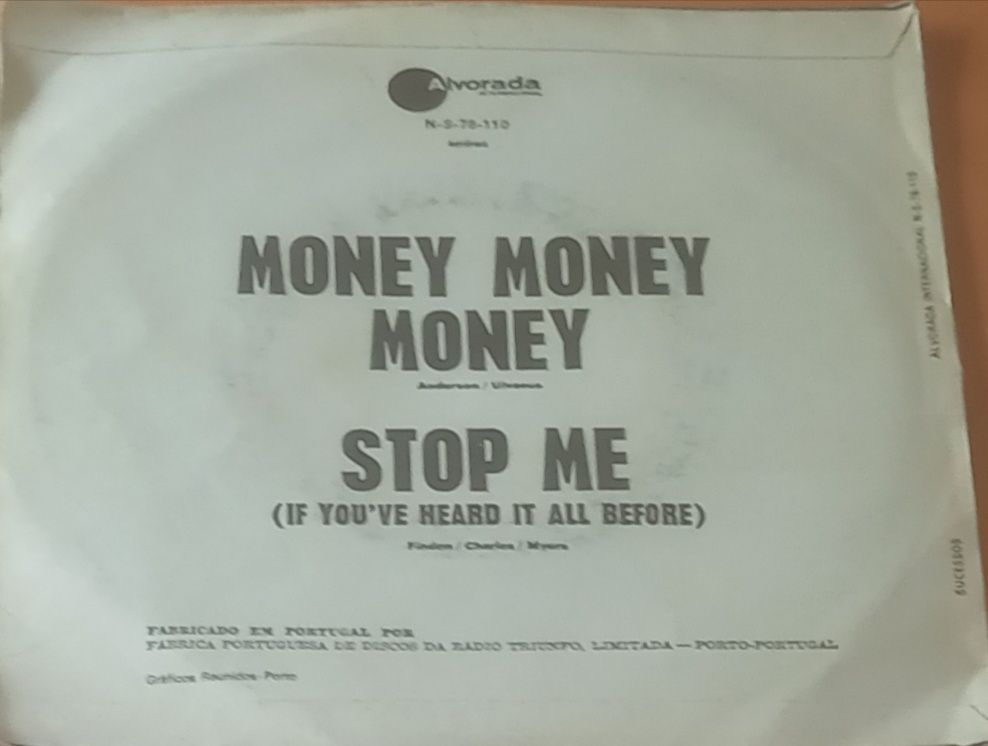 Alvorada
N-S-78-110
MONEY MONEY
MONEY
Anderson / Ulvaeus
STOP ME
(IF YOU'VE HEARD IT ALL BEFORE)
Findon / Charles / Myers
FABRICADO EM PORTUGAL POR
FABRICA PORTUGUESA DE DISCOS DA RADIO TRIUNFO, LIMITADA — PORTO-PORTUGAL
Gráficos Reunidos-Porto
ALVORADA INTERNACIONAL N-S-78-110
SUCESSOS